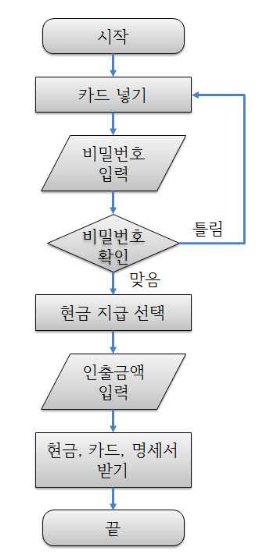 시작
카드 넣기
비밀번호
입력
비밀번호
확인
틀림
맞음
현금 지급 선택
인출금액
입력
현금, 카드, 명세서
받기
끝